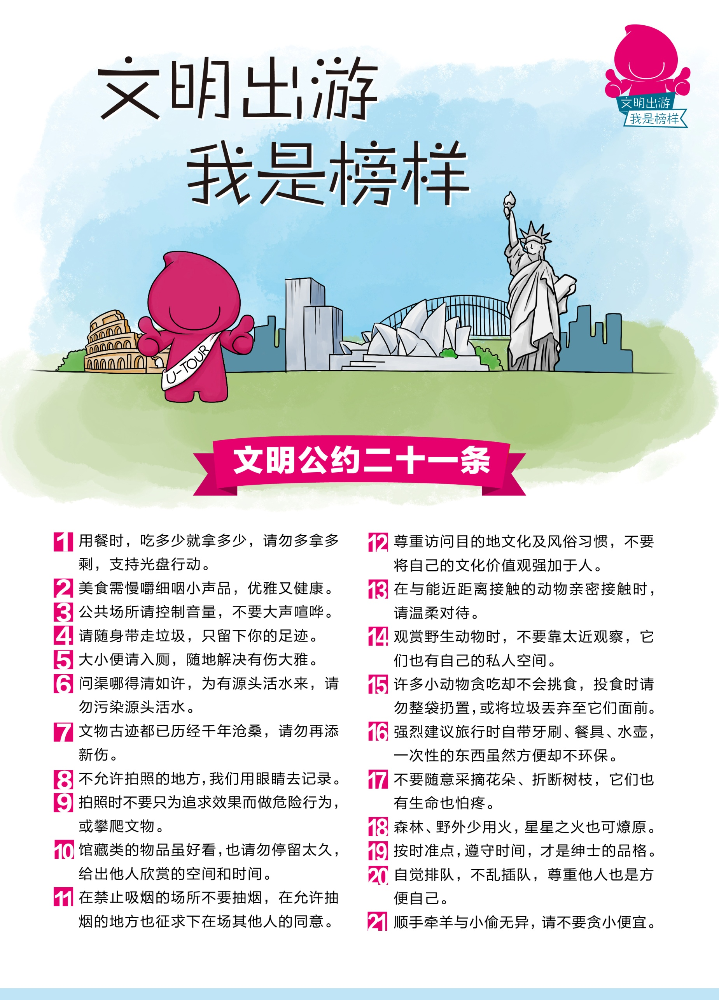 文明出游
我是榜样
文明出游
我是榜样
U-TOUR
文明公约二十一条
1 用餐时，吃多少就拿多少，请勿多拿多
剩，支持光盘行动。
2 美食需慢嚼细咽小声品，优雅又健康。
3 公共场所请控制音量，不要大声喧哗。
4 请随身带走垃圾，只留下你的足迹。
5 大小便请入厕，随地解决有伤大雅。
6 问渠哪得清如许，为有源头活水来，请
勿污染源头活水。
7 文物古迹都已历经千年沧桑，请勿再添
新伤。
8 不允许拍照的地方，我们用眼睛去记录。
9 拍照时不要只为追求效果而做危险行为，
或攀爬文物。
10 馆藏类的物品虽好看，也请勿停留太久，
给出他人欣赏的空间和时间。
11 在禁止吸烟的场所不要抽烟，在允许抽
烟的地方也征求下在场其他人的同意。
12 尊重访问目的地文化及风俗习惯，不要
将自己的文化价值观强加于人。
13 在与能近距离接触的动物亲密接触时，
请温柔对待。
14 观赏野生动物时，不要靠太近观察，它
们也有自己的私人空间。
15 许多小动物贪吃却不会挑食，投食时请
勿整袋扔置，或将垃圾丢弃至它们面前。
16 强烈建议旅行时自带牙刷、餐具、水壶，
一次性的东西虽然方便却不环保。
17 不要随意采摘花朵、折断树枝，它们也
有生命也怕疼。
18 森林、野外少用火，星星之火也可燎原。
19 按时准点，遵守时间，才是绅士的品格。
20 自觉排队，不乱插队，尊重他人也是方
便自己。
21 顺手牵羊与小偷无异，请不要贪小便宜。